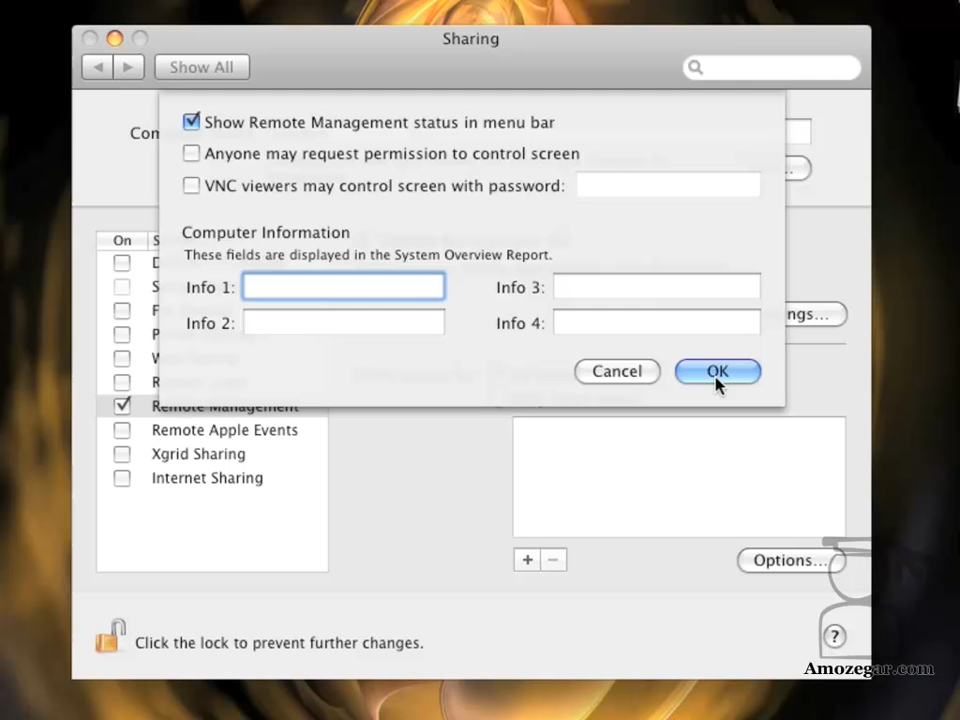 Sharing
Show All
Show Remote Management status in menu bar
Com
Anyone may request permission to control screen
VNC viewers may control screen with password:
Computer Information
On S
These fields are displayed in the System Overview Report.
Info 1:
Info 3:
ngs...
Info 2:
Info 4:
Cancel
OK
Remote Management
Remote Apple Events
Xgrid Sharing
Internet Sharing
+
−
Options...
Click the lock to prevent further changes.
?
Amozegar.com